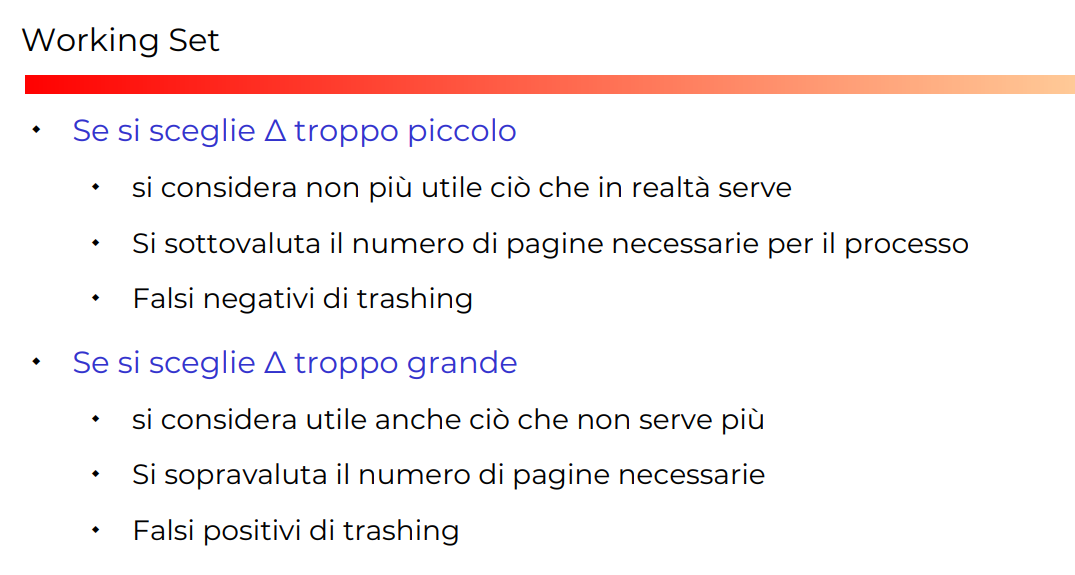 Working Set
Se si sceglie Δ troppo piccolo
si considera non più utile ciò che in realtà serve
Si sottovaluta il numero di pagine necessarie per il processo
Falsi negativi di trashing
Se si sceglie Δ troppo grande
si considera utile anche ciò che non serve più
Si sopravaluta il numero di pagine necessarie
Falsi positivi di trashing